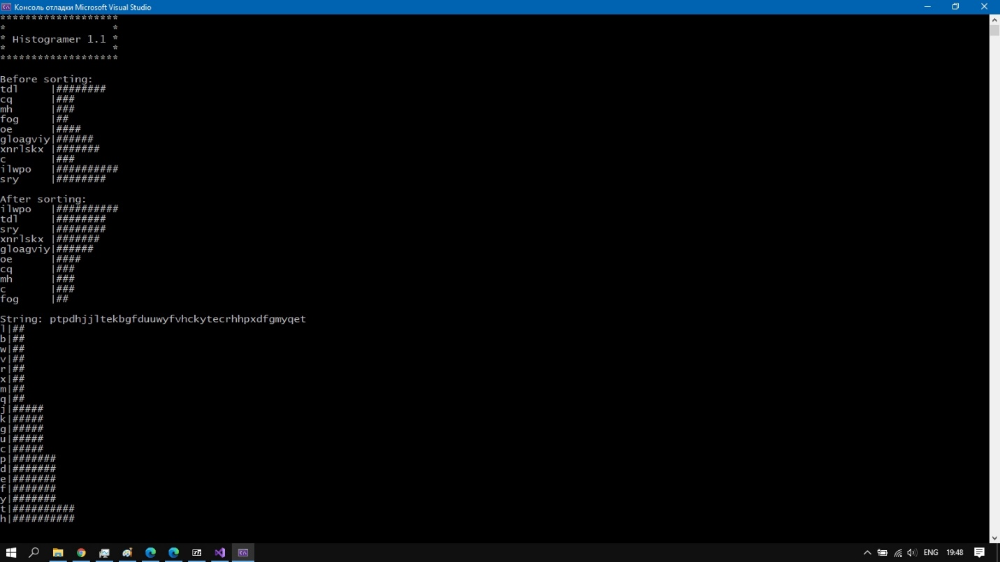 Консоль отладки Microsoft Visual Studio
*******************
*                 *
* Histogramer 1.1 *
*                 *
*******************
Before sorting:
tdl     |########
cq      |###
mh      |###
fog     |##
oe      |####
gloagviy|######
xnrlskx |#######
c       |###
ilwpo   |##########
sry     |########
After sorting:
ilwpo   |##########
tdl     |########
sry     |########
xnrlskx |#######
gloagviy|######
oe      |####
cq      |###
mh      |###
c       |###
fog     |##
String: ptpdhjjltekbgfduuwyfvhckytecrhhpxdfgmyqet
l|##
b|##
w|##
v|##
r|##
x|##
m|##
q|##
j|#####
k|#####
g|#####
u|#####
c|#####
p|#######
d|#######
e|#######
f|#######
y|#######
t|##########
h|##########
ENG 19:48